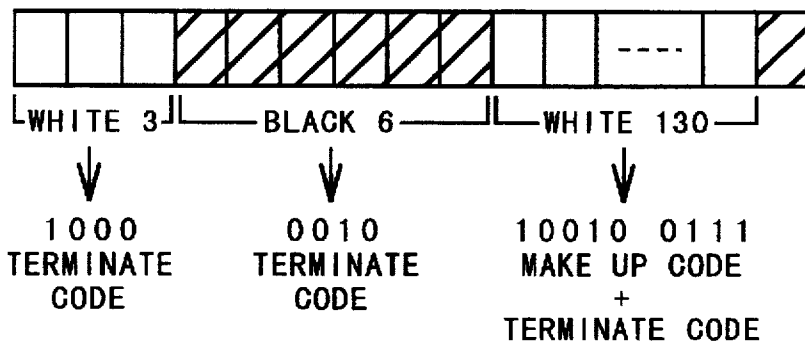 WHITE 3 BLACK 6 WHITE 130
1000 0010 10010 0111
TERMINATE CODE TERMINATE CODE MAKE UP CODE
+
TERMINATE CODE